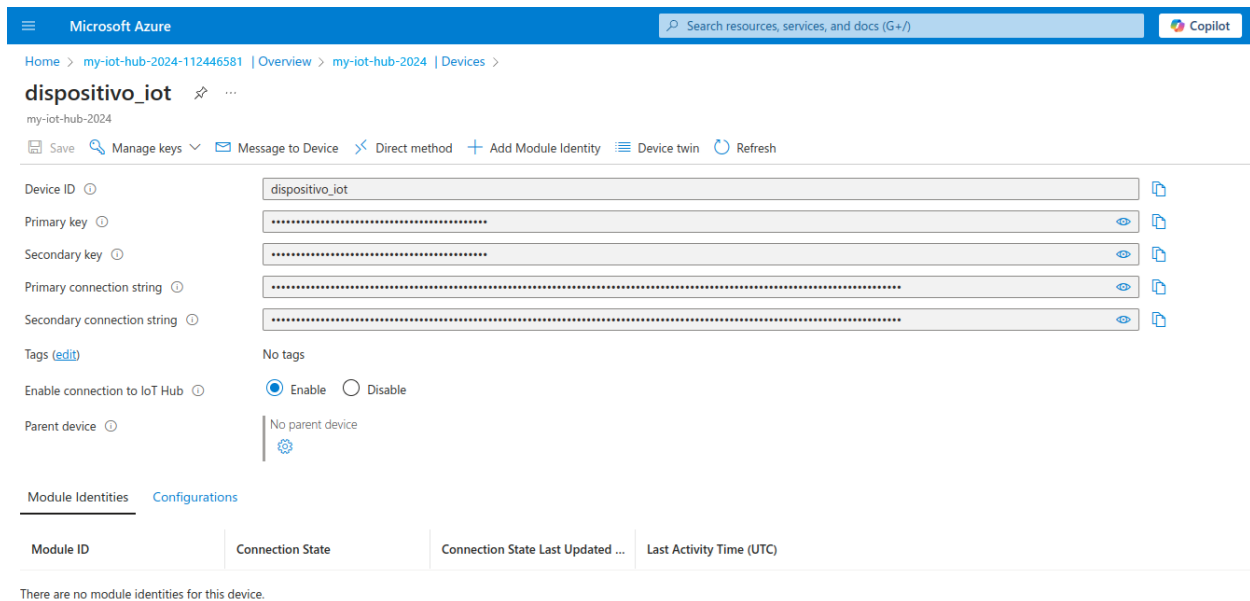 Microsoft Azure
Search resources, services, and docs (G+/)
Copilot
Home > my-iot-hub-2024-112446581 | Overview > my-iot-hub-2024 | Devices >
dispositivo_iot
my-iot-hub-2024
Save Manage keys Message to Device Direct method Add Module Identity Device twin Refresh
Device ID dispositivo_iot
Primary key
Secondary key
Primary connection string
Secondary connection string
Tags (edit) No tags
Enable connection to IoT Hub Enable Disable
Parent device No parent device
Module Identities Configurations
Module ID Connection State Connection State Last Updated ... Last Activity Time (UTC)
There are no module identities for this device.